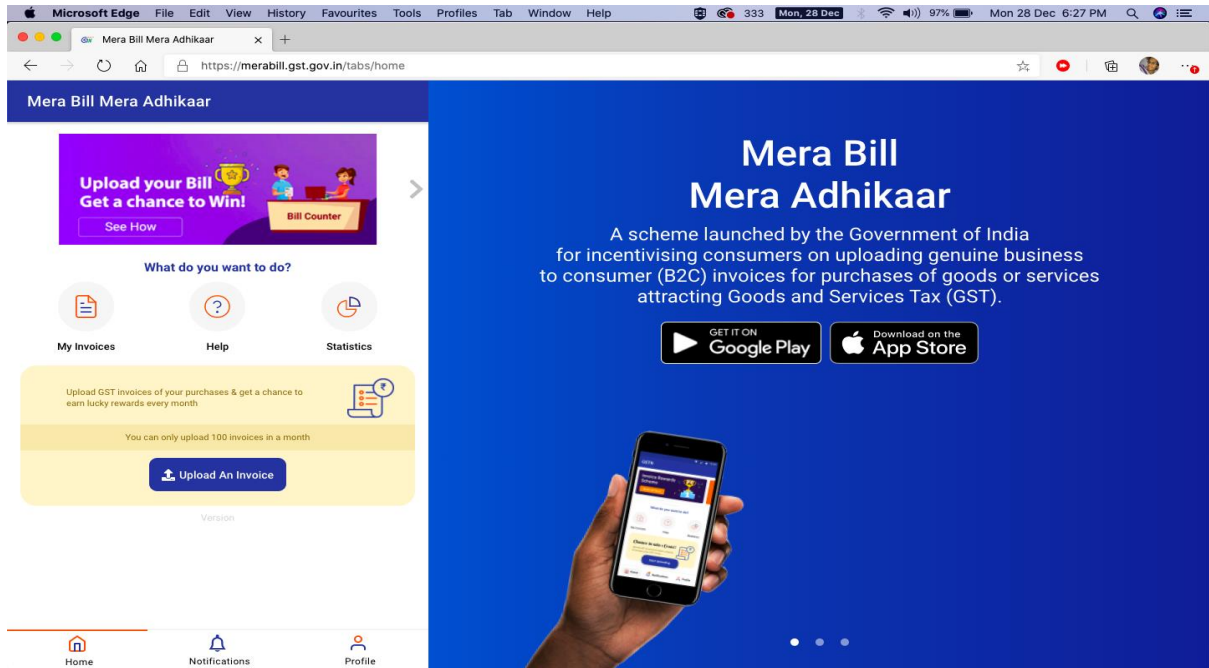 Microsoft Edge File Edit View History Favourites Tools Profiles Tab Window Help 333 Mon, 28 Dec 97% Mon 28 Dec 6:27 PM
Mera Bill Mera Adhikaar
https://merabill.gst.gov.in/tabs/home
Mera Bill Mera Adhikaar
Upload your Bill
Get a chance to Win!
See How
Bill Counter
What do you want to do?
My Invoices Help Statistics
Upload GST invoices of your purchases & get a chance to
earn lucky rewards every month
You can only upload 100 invoices in a month
Upload An Invoice
Version
Home Notifications Profile
Mera Bill
Mera Adhikaar
A scheme launched by the Government of India
for incentivising consumers on uploading genuine business
to consumer (B2C) invoices for purchases of goods or services
attracting Goods and Services Tax (GST).
GET IT ON
Google Play
Download on the
App Store